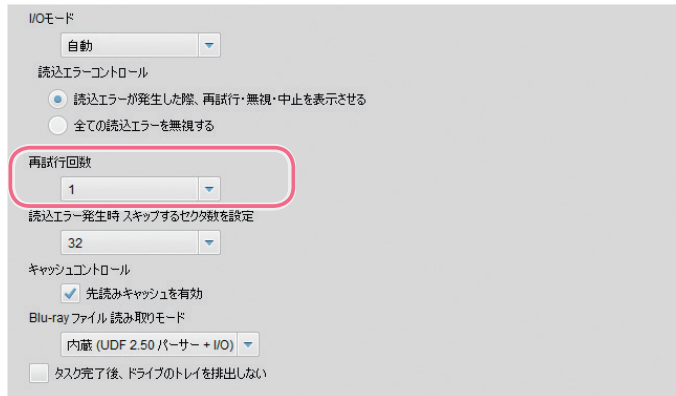 I/Oモード
自動
読込エラーコントロール
読込エラーが発生した際、再試行・無視・中止を表示させる
全ての読込エラーを無視する
再試行回数
1
読込エラー発生時 スキップするセクタ数を設定
32
キャッシュコントロール
先読みキャッシュを有効
Blu-ray ファイル 読み取りモード
内蔵 (UDF 2.50 パーサー + I/O)
タスク完了後、ドライブのトレイを排出しない